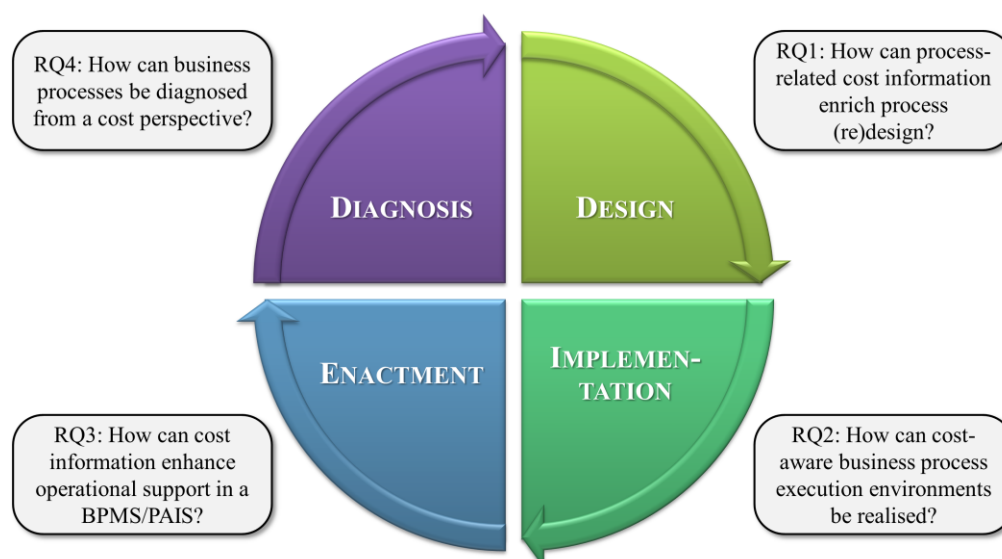 RQ4: How can business
processes be diagnosed
from a cost perspective?
RQ1: How can process-
related cost information
enrich process
(re)design?
DIAGNOSIS
DESIGN
ENACTMENT
IMPLEMEN-
TATION
RQ3: How can cost
information enhance
operational support in a
BPMS/PAIS?
RQ2: How can cost-
aware business process
execution environments
be realised?